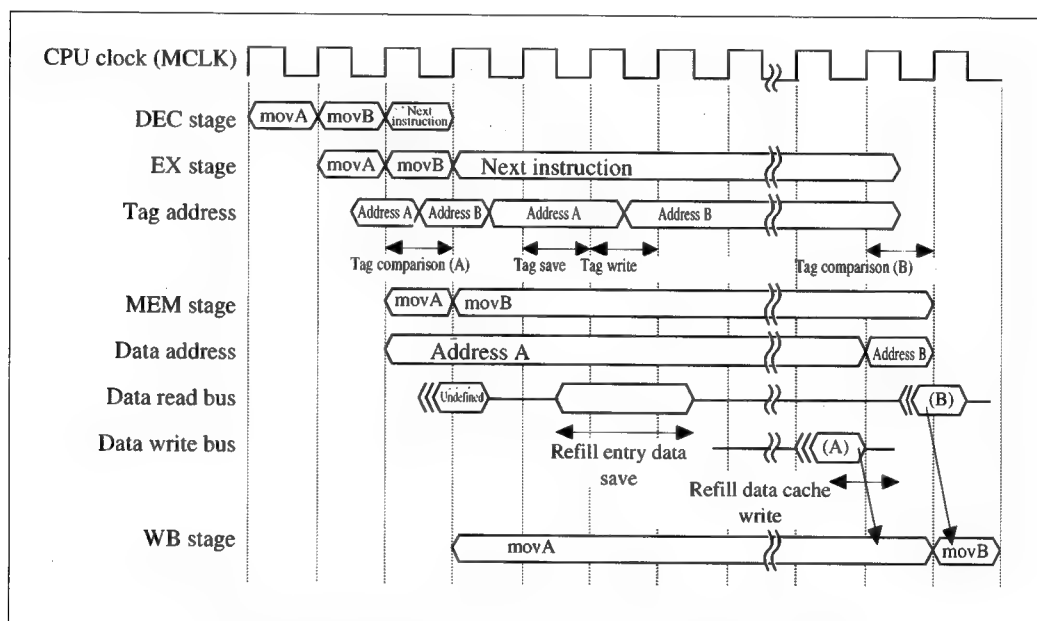 CPU clock (MCLK)
DEC stage
movA
movB
Next
instruction
EX stage
movA
movB
Next instruction
Tag address
Address A
Address B
Address A
Address B
Tag comparison (A)
Tag save
Tag write
Tag comparison (B)
MEM stage
movA
movB
Data address
Address A
Address B
Data read bus
Undefined
(B)
Refill entry data
save
Data write bus
(A)
Refill data cache
write
WB stage
movA
movB